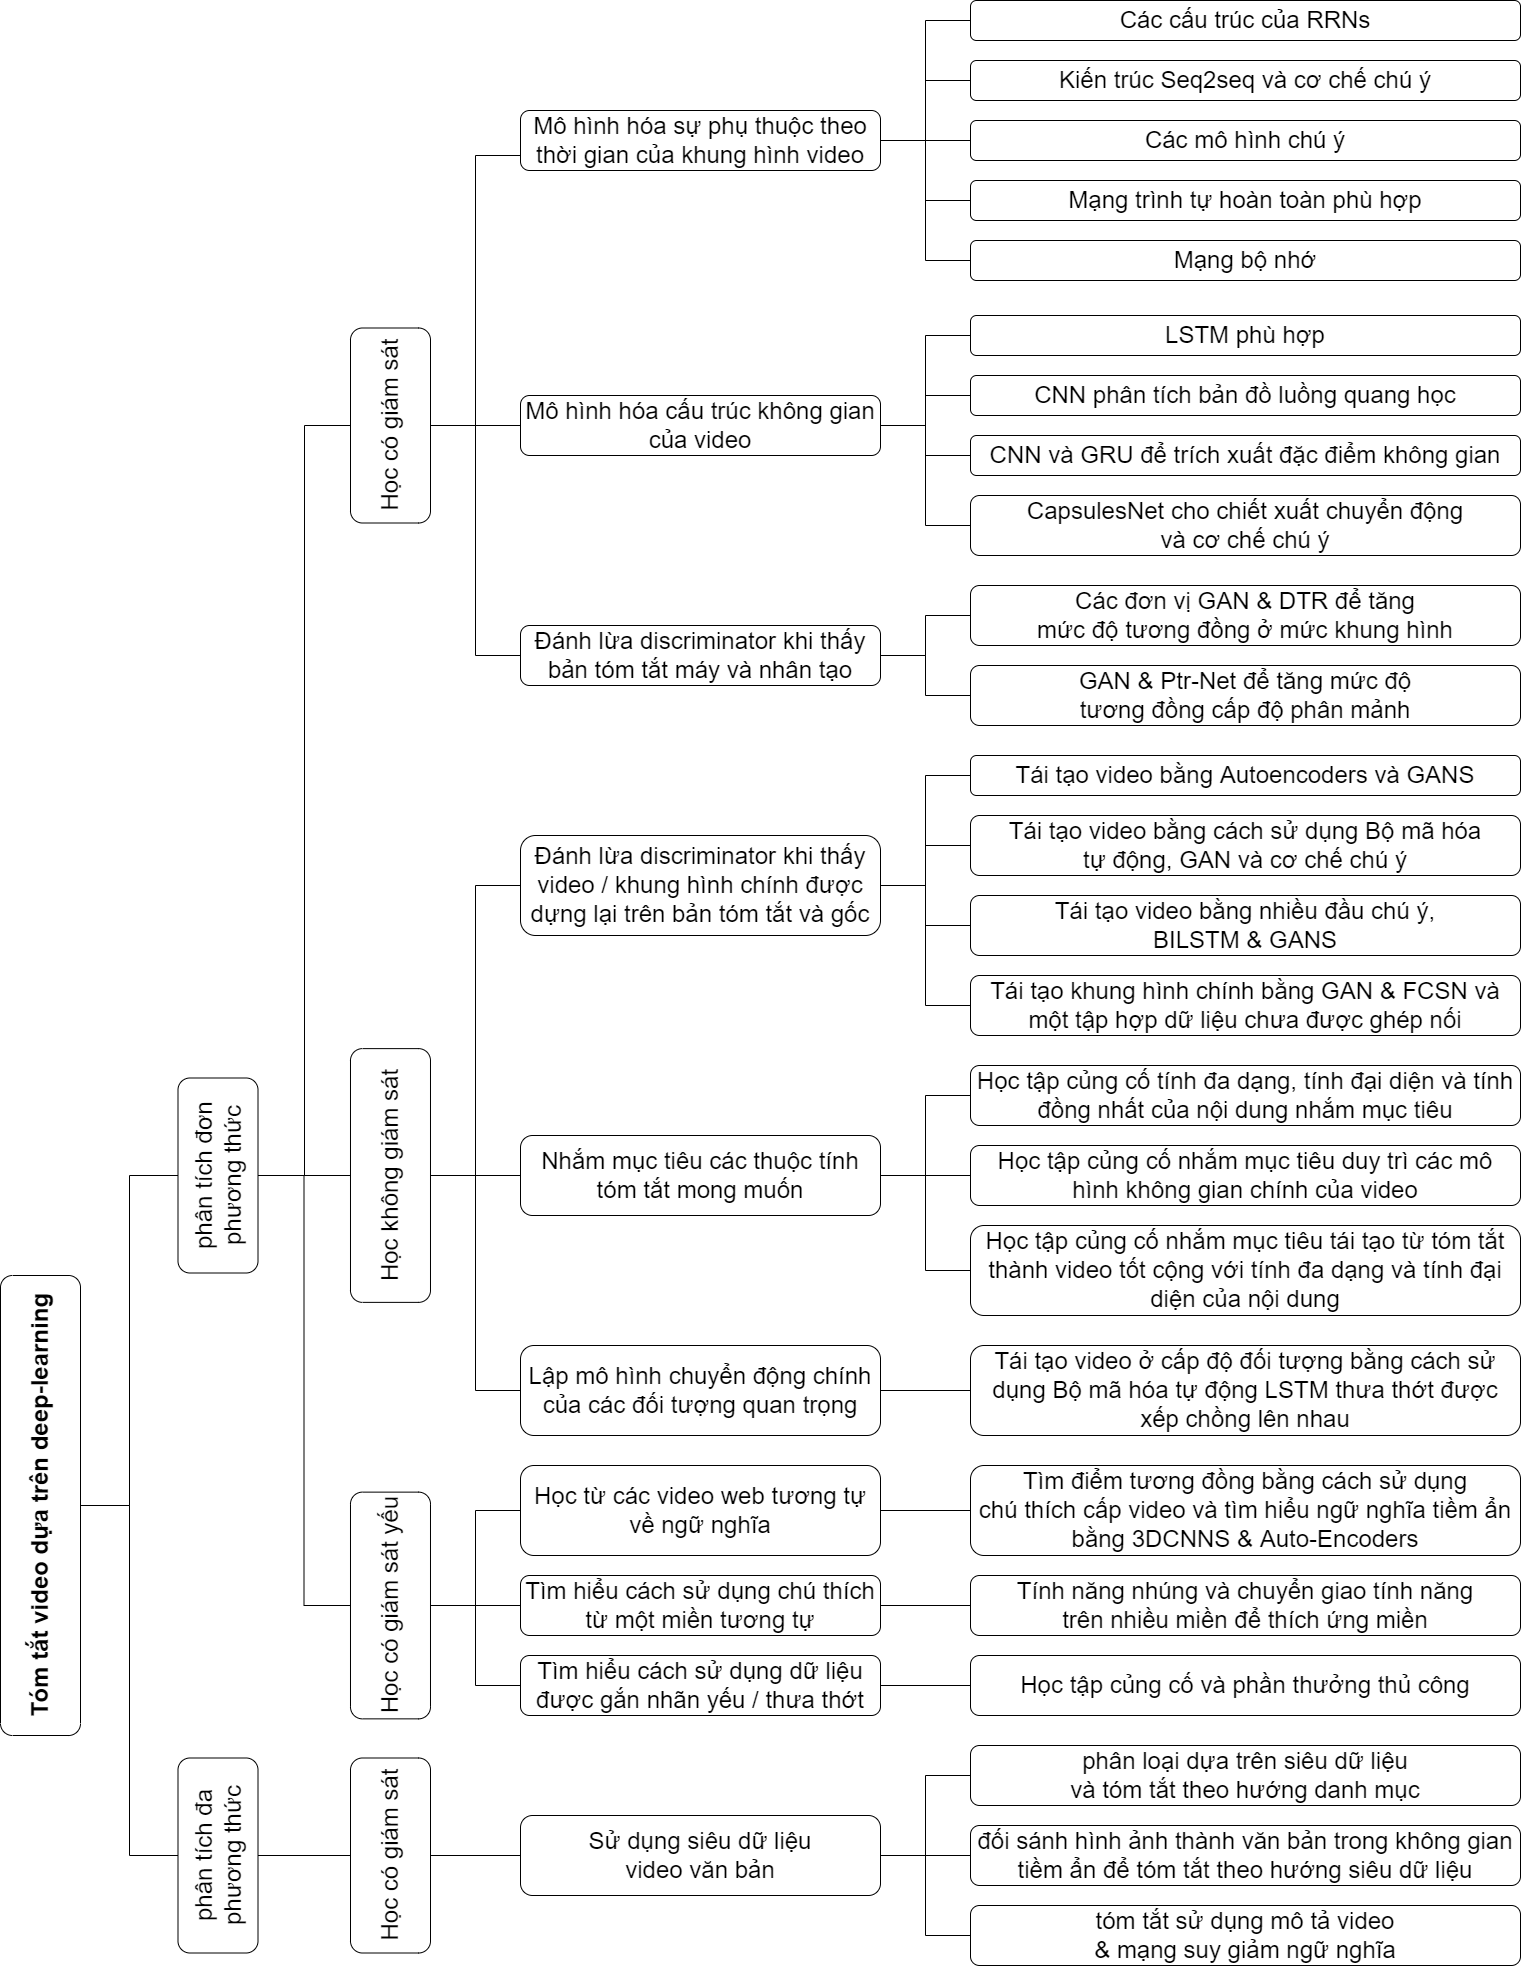 Tóm tắt video dựa trên deep-learning
phân tích đơn
phương thức
Học có giám sát
Mô hình hóa sự phụ thuộc theo
thời gian của khung hình video
Các cấu trúc của RRNs
Kiến trúc Seq2seq và cơ chế chú ý
Các mô hình chú ý
Mạng trình tự hoàn toàn phù hợp
Mạng bộ nhớ
Mô hình hóa cấu trúc không gian
của video
LSTM phù hợp
CNN phân tích bản đồ luồng quang học
CNN và GRU để trích xuất đặc điểm không gian
CapsulesNet cho chiết xuất chuyển động
và cơ chế chú ý
Đánh lừa discriminator khi thấy
bản tóm tắt máy và nhân tạo
Các đơn vị GAN & DTR để tăng
mức độ tương đồng ở mức khung hình
GAN & Ptr-Net để tăng mức độ
tương đồng cấp độ phân mảnh
Học không giám sát
Đánh lừa discriminator khi thấy
video / khung hình chính được
dựng lại trên bản tóm tắt và gốc
Tái tạo video bằng Autoencoders và GANS
Tái tạo video bằng cách sử dụng Bộ mã hóa
tự động, GAN và cơ chế chú ý
Tái tạo video bằng nhiều đầu chú ý,
BILSTM & GANS
Tái tạo khung hình chính bằng GAN & FCSN và
một tập hợp dữ liệu chưa được ghép nối
Nhắm mục tiêu các thuộc tính
tóm tắt mong muốn
Học tập củng cố tính đa dạng, tính đại diện và tính
đồng nhất của nội dung nhắm mục tiêu
Học tập củng cố nhắm mục tiêu duy trì các mô
hình không gian chính của video
Học tập củng cố nhắm mục tiêu tái tạo từ tóm tắt
thành video tốt cộng với tính đa dạng và tính đại
diện của nội dung
Lập mô hình chuyển động chính
của các đối tượng quan trọng
Tái tạo video ở cấp độ đối tượng bằng cách sử
dụng Bộ mã hóa tự động LSTM thưa thớt được
xếp chồng lên nhau
Học có giám sát yếu
Học từ các video web tương tự
về ngữ nghĩa
Tìm điểm tương đồng bằng cách sử dụng
chú thích cấp video và tìm hiểu ngữ nghĩa tiềm ẩn
bằng 3DCNNS & Auto-Encoders
Tìm hiểu cách sử dụng chú thích
từ một miền tương tự
Tính năng nhúng và chuyển giao tính năng
trên nhiều miền để thích ứng miền
Tìm hiểu cách sử dụng dữ liệu
được gắn nhãn yếu / thưa thớt
Học tập củng cố và phần thưởng thủ công
phân tích đa
phương thức
Học có giám sát
Sử dụng siêu dữ liệu
video văn bản
phân loại dựa trên siêu dữ liệu
và tóm tắt theo hướng danh mục
đối sánh hình ảnh thành văn bản trong không gian
tiềm ẩn để tóm tắt theo hướng siêu dữ liệu
tóm tắt sử dụng mô tả video
& mạng suy giảm ngữ nghĩa